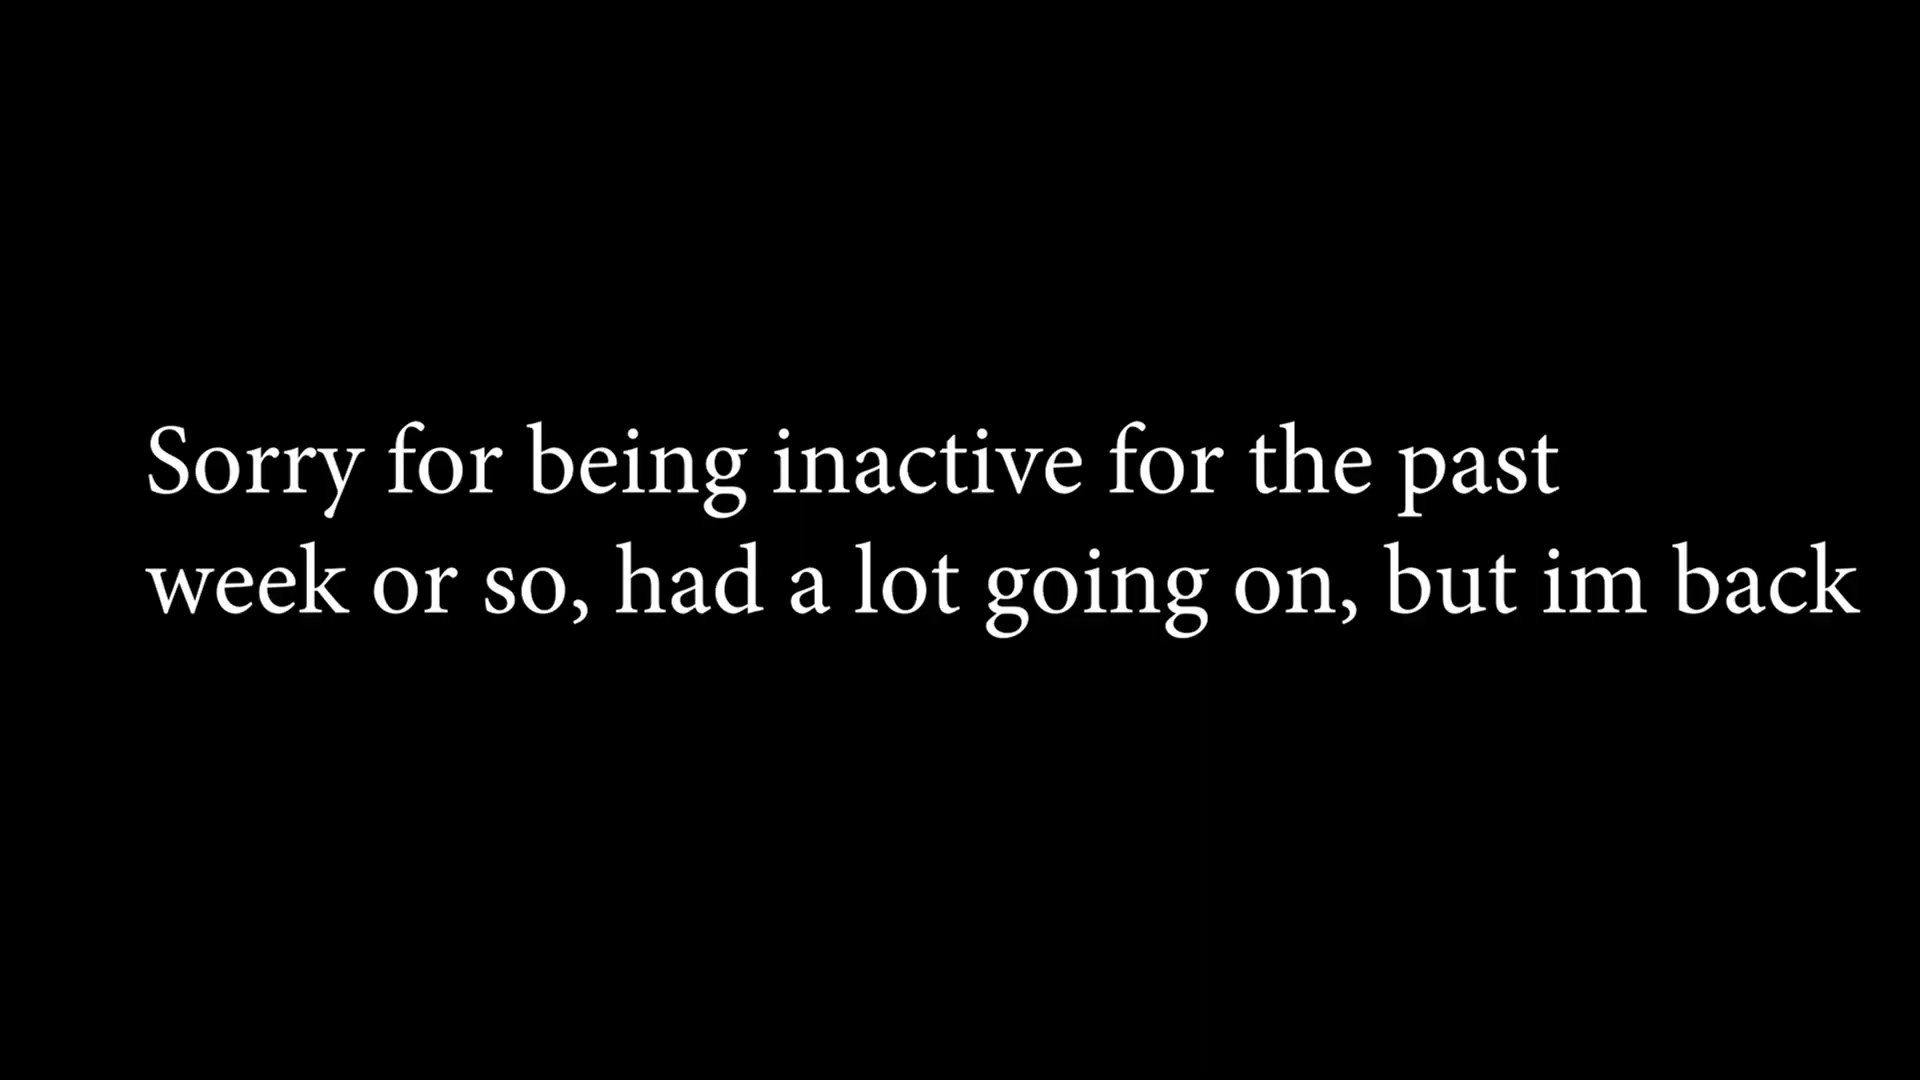 Sorry for being inactive for the past
week or so, had a lot going on, but im back